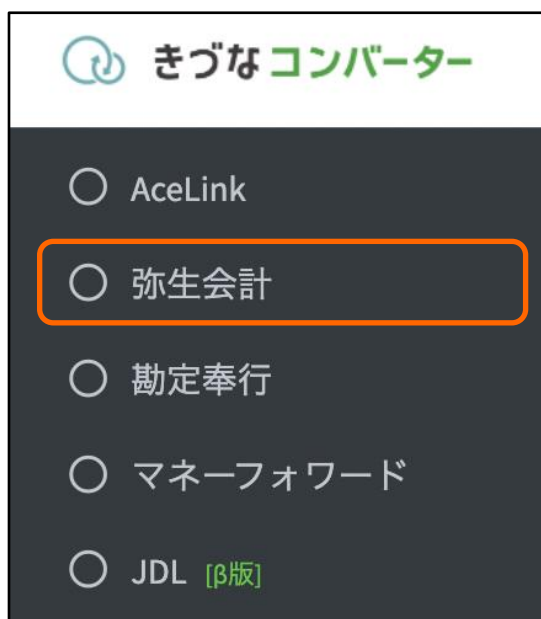 きづなコンバーター
AceLink
弥生会計
勘定奉行
マネーフォワード
JDL [β版]